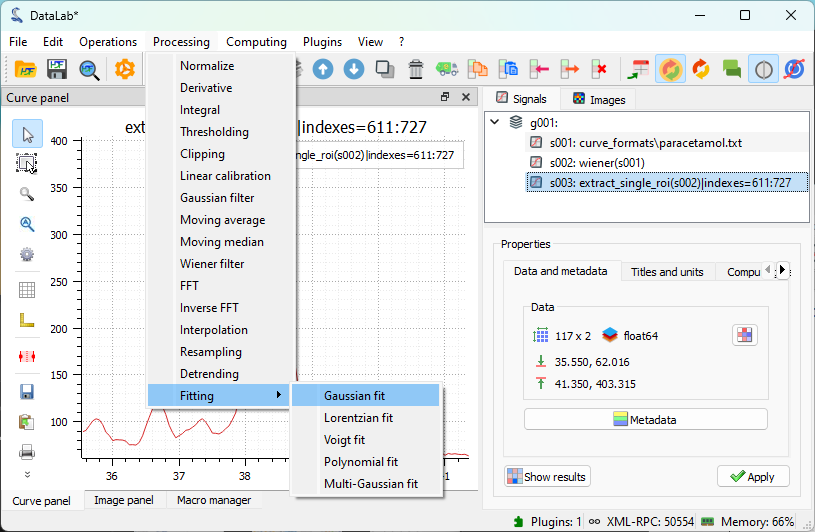 DataLab*
File Edit Operations Processing Computing Plugins View ?
Curve panel
ext
single_roi(s002)|indexes=611:727
|indexes=611:727
400
350
300
250
200
150
100
36 37 38 41
Normalize
Derivative
Integral
Thresholding
Clipping
Linear calibration
Gaussian filter
Moving average
Moving median
Wiener filter
FFT
Inverse FFT
Interpolation
Resampling
Detrending
Fitting
Gaussian fit
Lorentzian fit
Voigt fit
Polynomial fit
Multi-Gaussian fit
Curve panel Image panel Macro manager
Signals Images
g001:
s001: curve_formats\paracetamol.txt
s002: wiener(s001)
s003: extract_single_roi(s002)|indexes=611:727
Properties
Data and metadata Titles and units Compu
Data
117 x 2 float64
35.550, 62.016
41.350, 403.315
Metadata
Show results Apply
Plugins: 1 XML-RPC: 50554 Memory: 66%